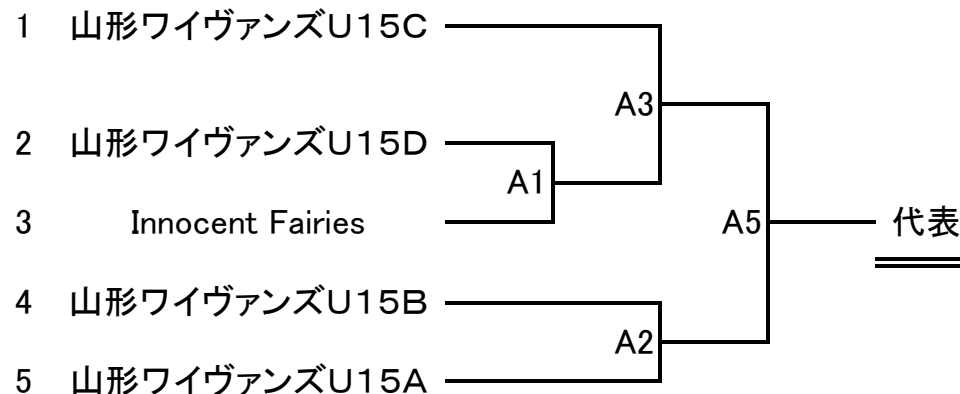 1 山形ワイヴァンズU15C
A3
2 山形ワイヴァンズU15D
A1
3 Innocent Fairies
A5 代表
4 山形ワイヴァンズU15B
A2
5 山形ワイヴァンズU15A